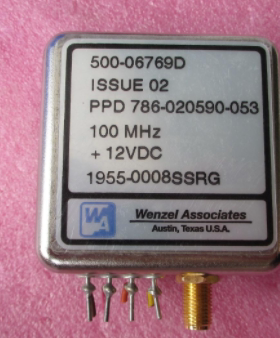 500-06769D
ISSUE 02
PPD 786-020590-053
100 MHz
+ 12VDC
1955-0008SSRG
WA Wenzel Associates
Austin, Texas U.S.A.